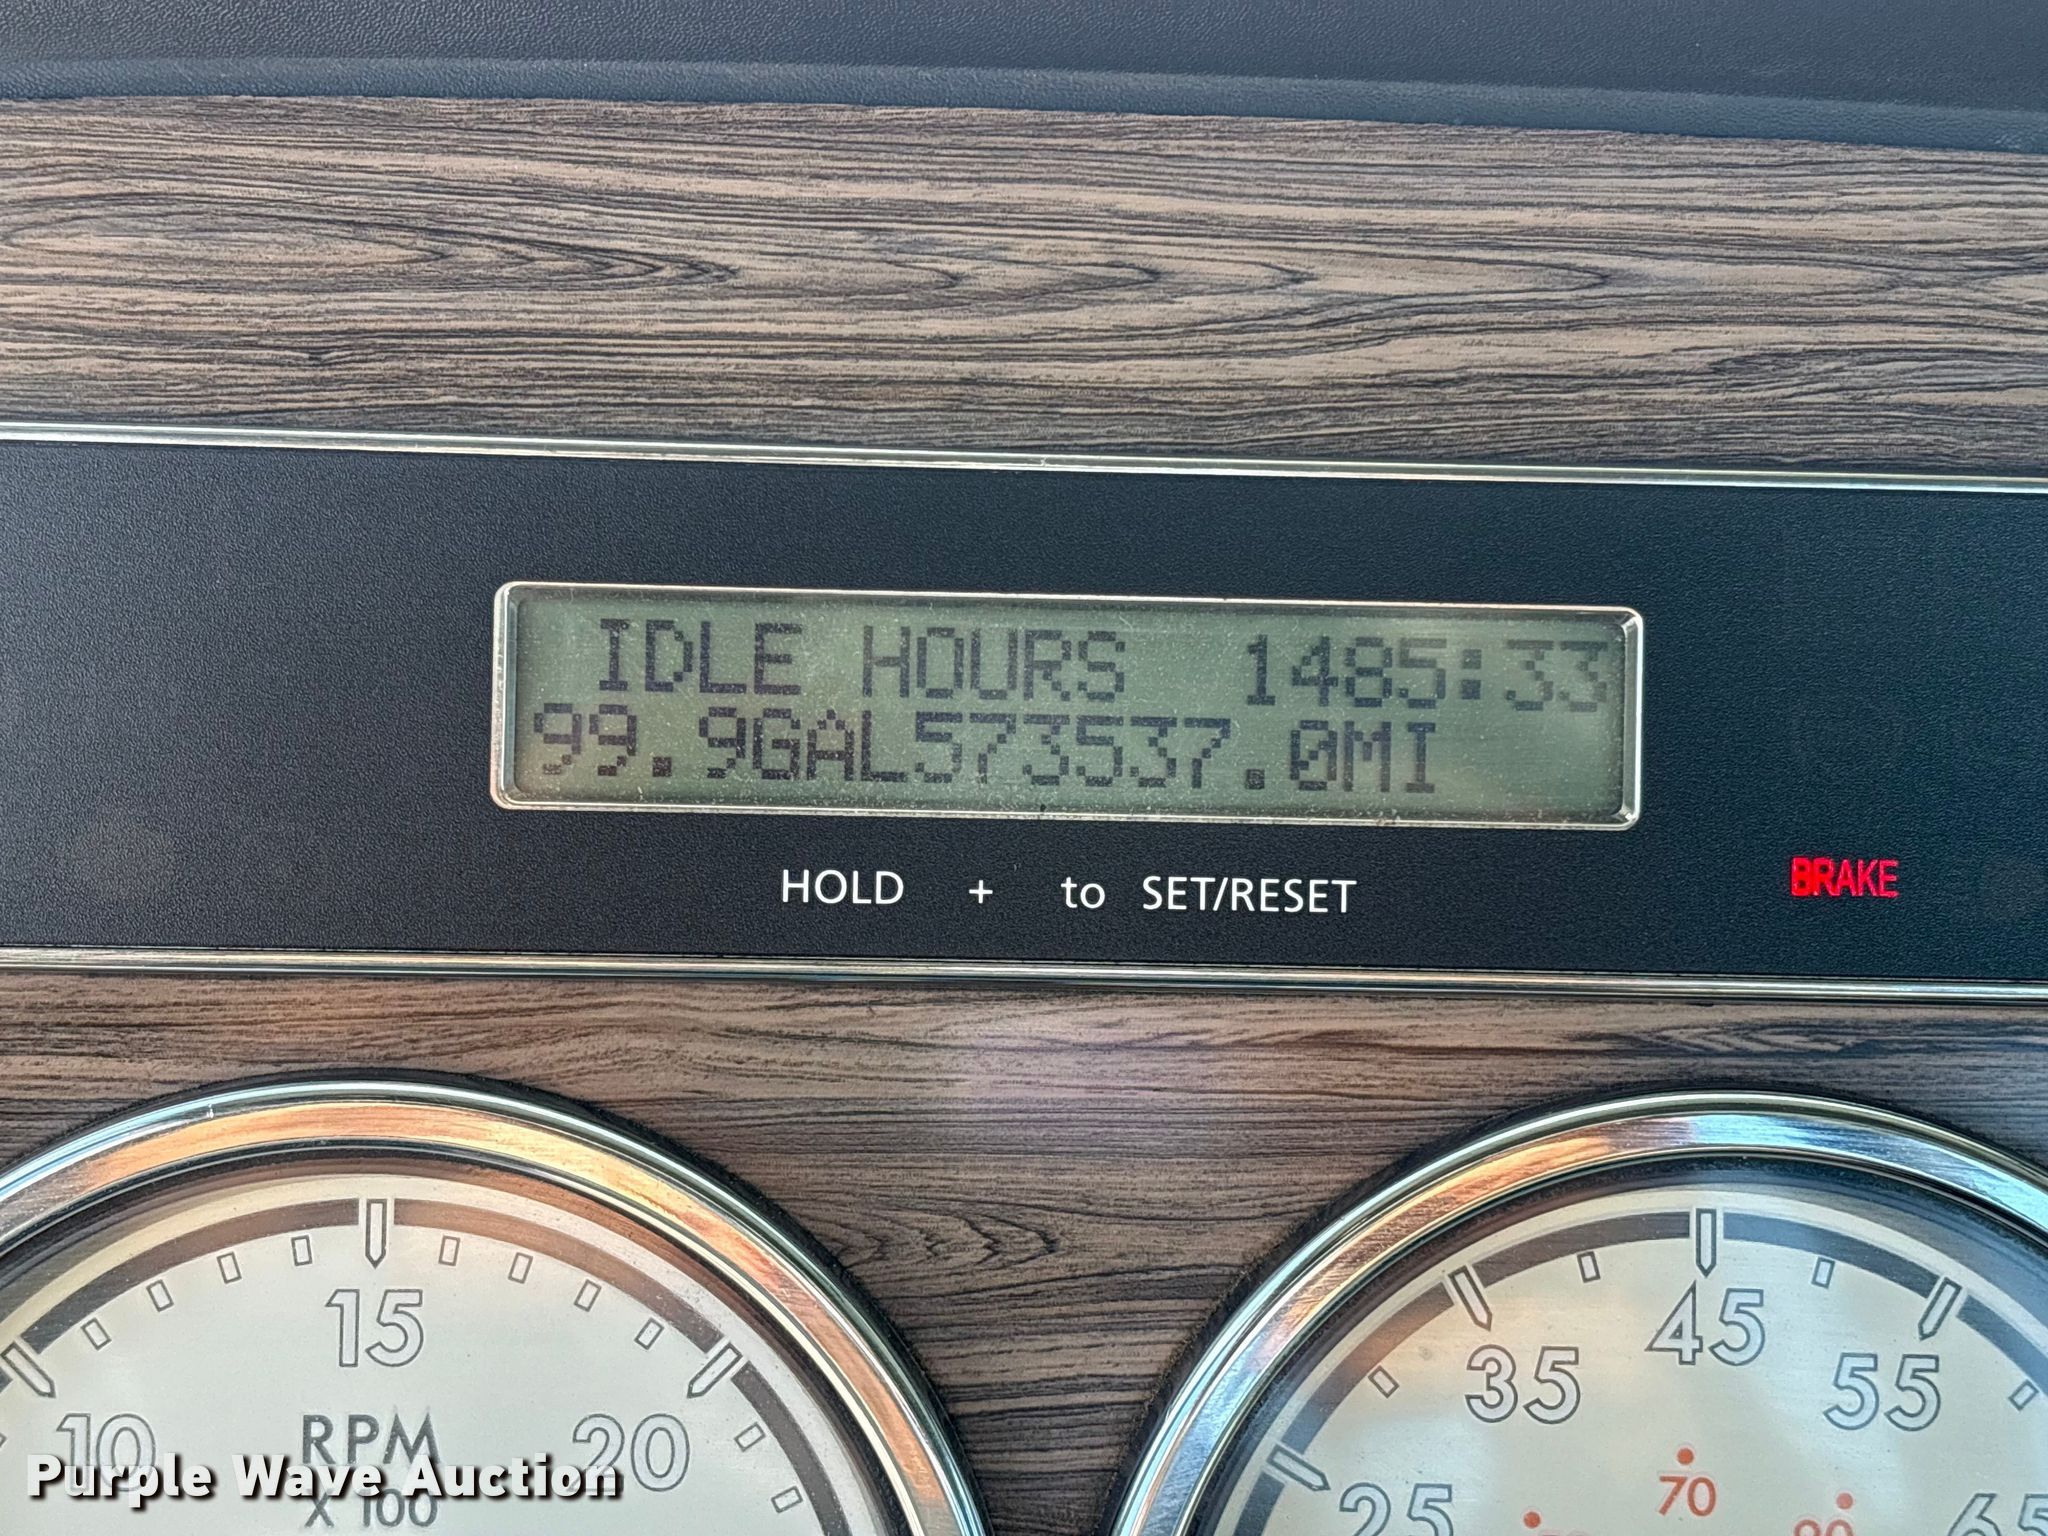 IDLE HOURS 1485:33
99.9GAL573537.0MI
HOLD + to SET/RESET
BRAKE
15
10
20
RPM
X 100
35
45
55
25
65
70
Purple Wave Auction